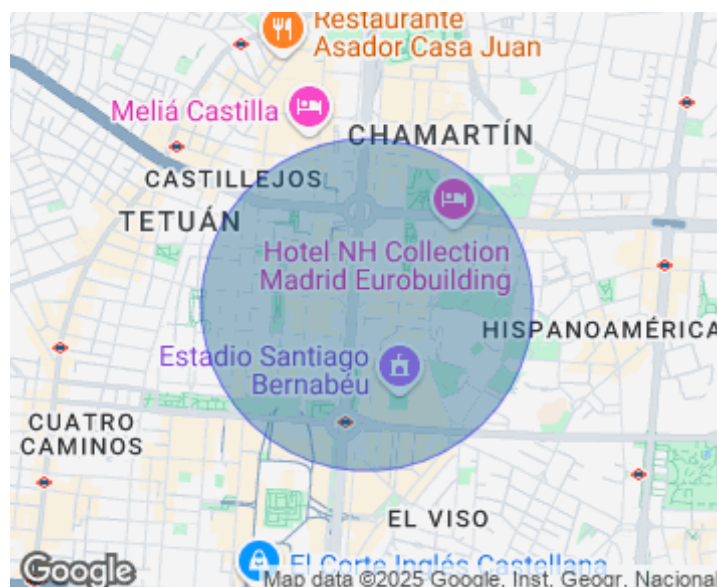 Restaurante
Asador Casa Juan
Meliá Castilla
CHAMARTÍN
CASTILLEJOS
TETUÁN
Hotel NH Collection
Madrid Eurobuilding
HISPANOAMÉRICA
Estadio Santiago
Bernabéu
CUATRO
CAMINOS
EL VISO
El Corte Inglés Castellana
Google
Map data ©2025 Google, Inst. Geogr. Nacional